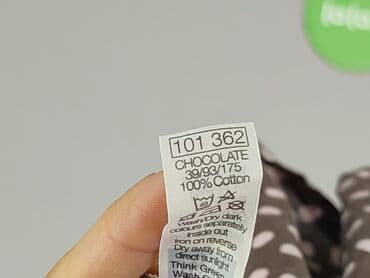 101 362
CHOCOLATE
39/93/175
100% Cotton
40
Wash/Dry dark
colours separately
inside out
Iron on reverse
Dry away from
direct sunlight
Think Green